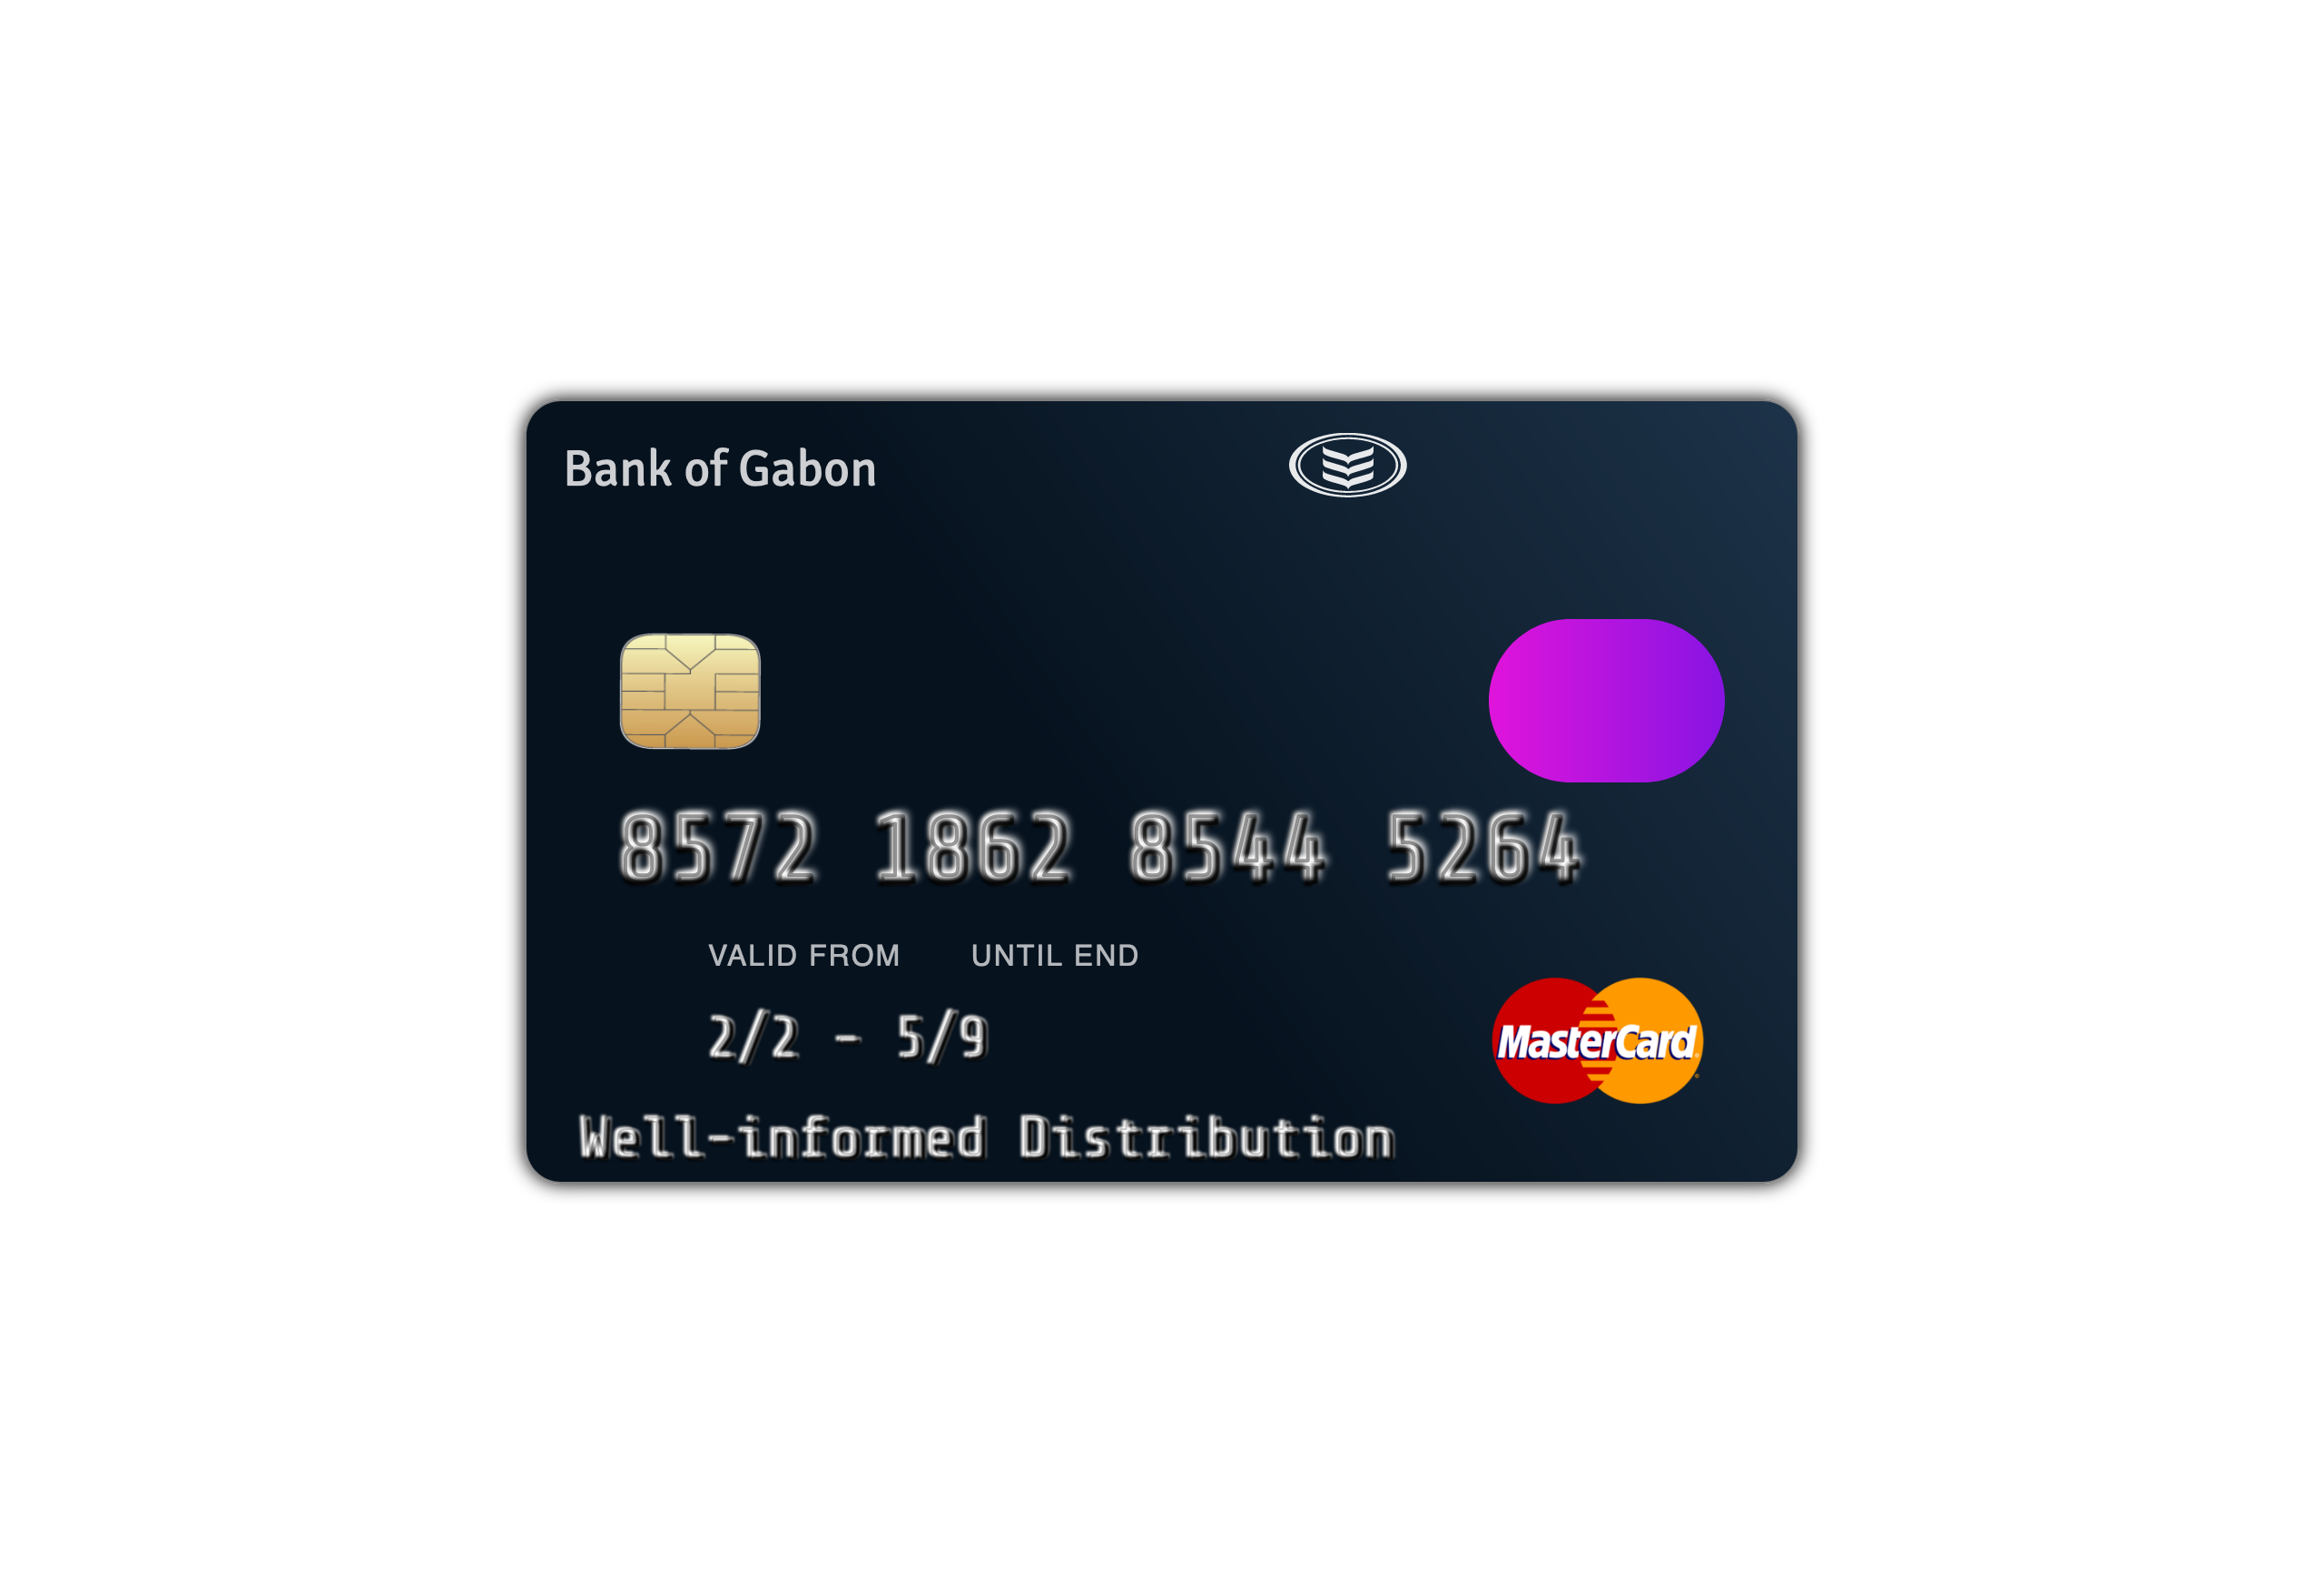 Bank of Gabon
8572 1862 8544 5264
VALID FROM UNTIL END
2/2 - 5/9
MasterCard
Well-informed Distribution